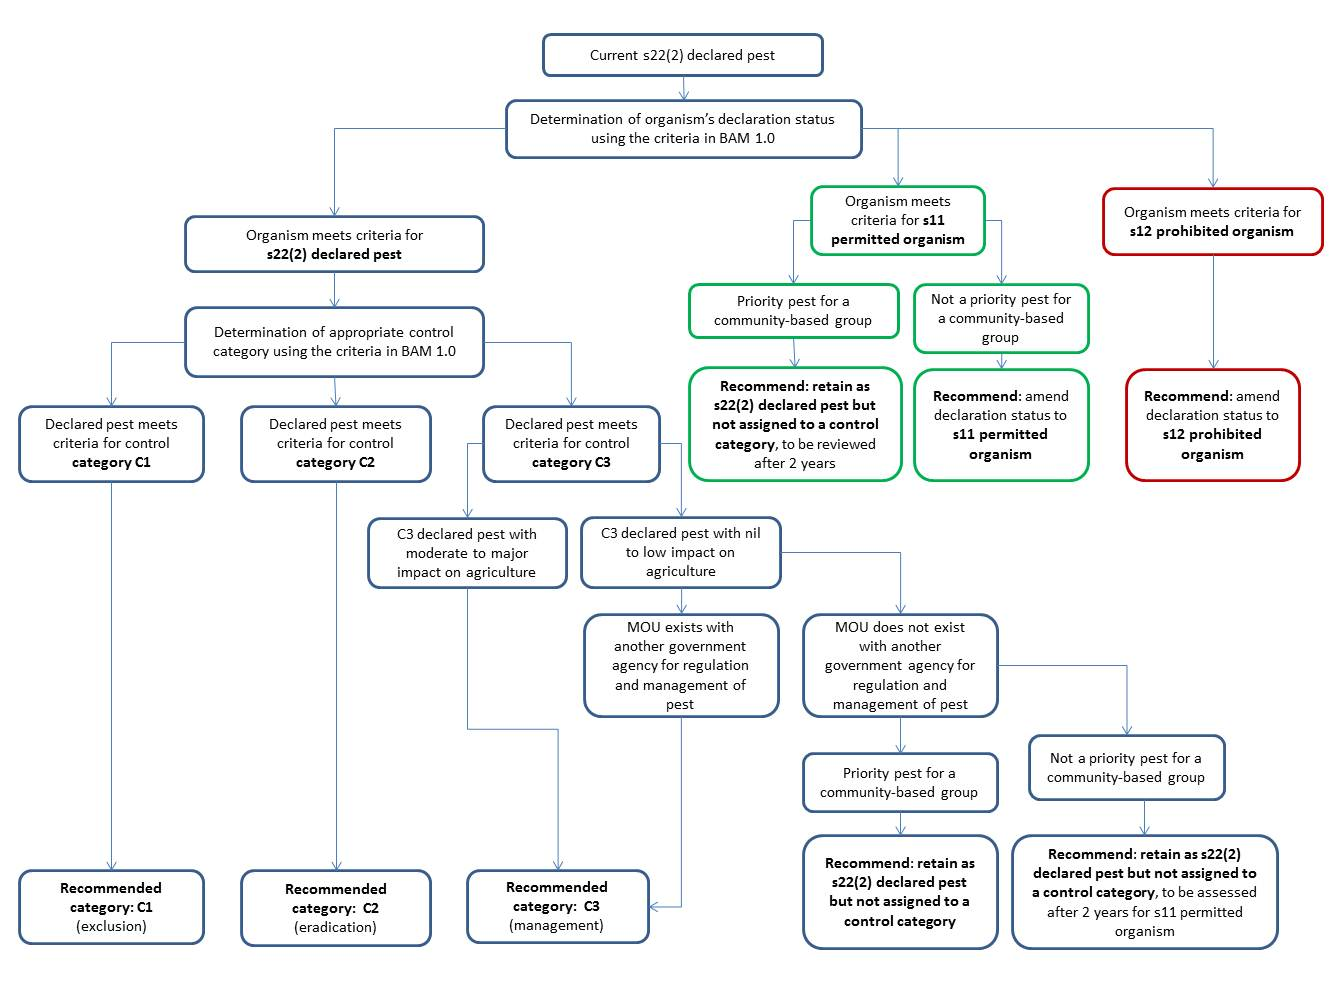 Current s22(2) declared pest
Determination of organism's declaration status
using the criteria in BAM 1.0
Organism meets criteria for
s22(2) declared pest
Organism meets
criteria for s11
permitted organism
Organism meets criteria for
s12 prohibited organism
Determination of appropriate control
category using the criteria in BAM 1.0
Priority pest for a
community-based group
Not a priority pest for
a community-based
group
Declared pest meets
criteria for control
category C1
Declared pest meets
criteria for control
category C2
Declared pest meets
criteria for control
category C3
Recommend: retain as
s22(2) declared pest but
not assigned to a control
category, to be reviewed
after 2 years
Recommend: amend
declaration status to
s11 permitted
organism
Recommend: amend
declaration status to
s12 prohibited
organism
C3 declared pest with
moderate to major
impact on agriculture
C3 declared pest with nil
to low impact on
agriculture
MOU exists with
another government
agency for regulation
and management of
pest
MOU does not exist
with another
government agency for
regulation and
management of pest
Priority pest for a
community-based group
Not a priority pest for a
community-based group
Recommended
category: C1
(exclusion)
Recommended
category: C2
(eradication)
Recommended
category: C3
(management)
Recommend: retain as
s22(2) declared pest
but not assigned to a
control category
Recommend: retain as s22(2)
declared pest but not assigned to
a control category, to be assessed
after 2 years for s11 permitted
organism